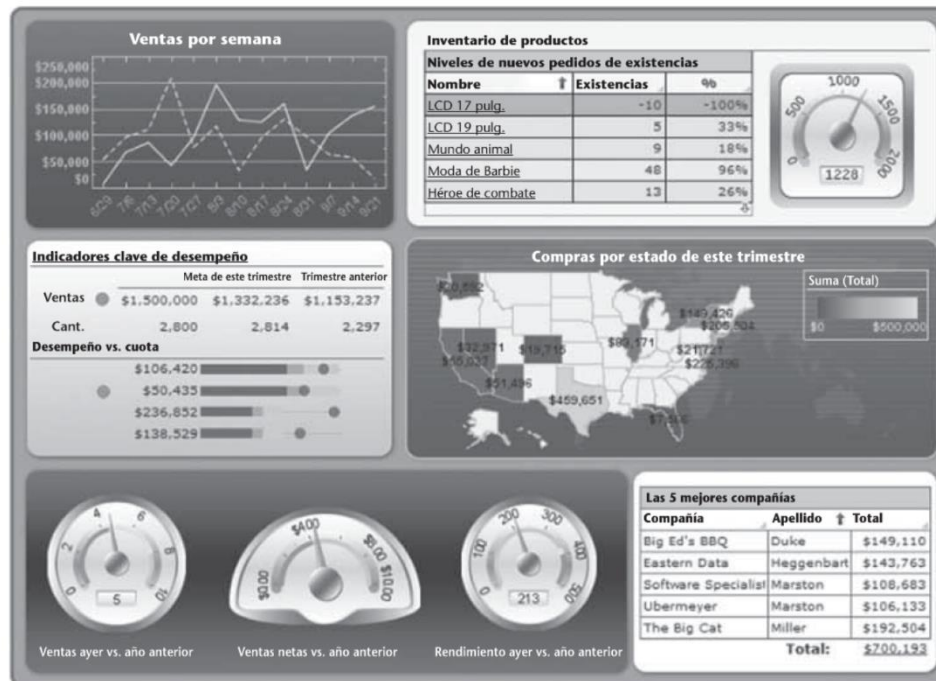 Ventas por semana
$250,000
$200,000
$150,000
$100,000
$50,000
$0
6/29 7/6 7/13 7/20 7/27 8/3 8/10 8/17 8/24 8/31 9/7 9/14 9/21
Inventario de productos
Niveles de nuevos pedidos de existencias
Nombre Existencias %
LCD 17 pulg. -10 -100%
LCD 19 pulg. 5 33%
Mundo animal 9 18%
Moda de Barbie 48 96%
Héroe de combate 13 26%
0 500 1000 1500 2000
1228
Indicadores clave de desempeño
Meta de este trimestre Trimestre anterior
Ventas $1,500,000 $1,332,236 $1,153,237
Cant. 2,800 2,814 2,297
Desempeño vs. cuota
$106,420
$50,435
$236,852
$138,529
Compras por estado de este trimestre
Suma (Total)
$0 $500,000
$149,426
$32,971
$19,715
$21,721
$51,496
$459,651
0 2 4 6 8 10
5
Ventas ayer vs. año anterior
$0.00 $4.00 $8.00 $10.00
Ventas netas vs. año anterior
0 100 200 300 400 500
213
Rendimiento ayer vs. año anterior
Las 5 mejores compañías
Compañía Apellido Total
Big Ed's BBQ Duke $149,110
Eastern Data Heggenbart $143,763
Software Specialist Marston $108,683
Ubermeyer Marston $106,133
The Big Cat Miller $192,504
Total: $700,193